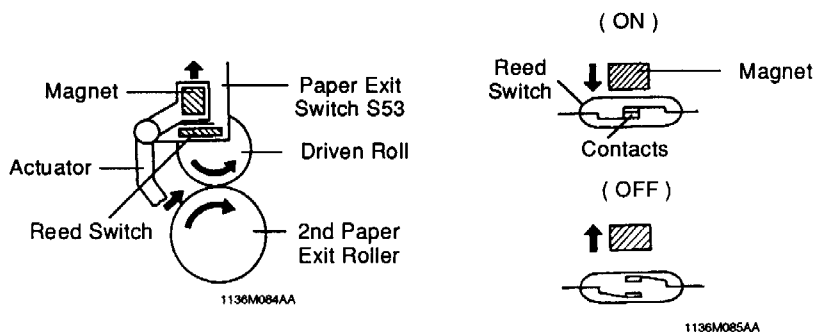 Magnet
Paper Exit
Switch S53
Driven Roll
Actuator
Reed Switch
2nd Paper
Exit Roller
1136M084AA
( ON )
Reed
Switch
Magnet
Contacts
( OFF )
1136M085AA